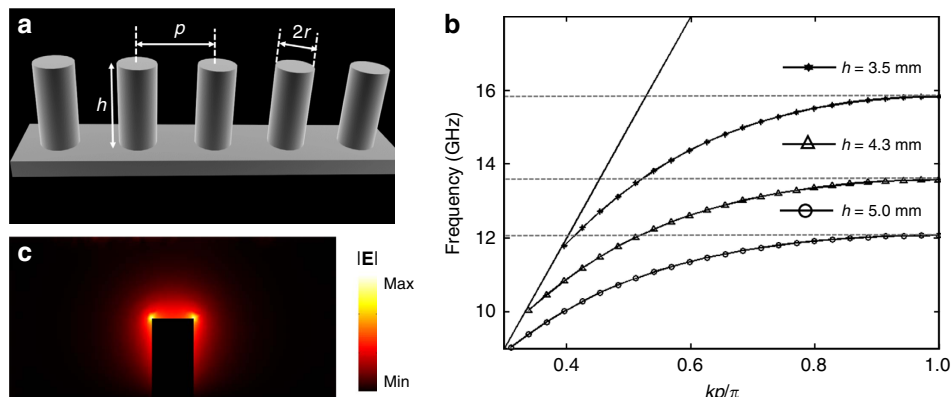 a
p
2r
h
c
|E|
Max
Min
b
Frequency (GHz)
16
14
12
10
h = 3.5 mm
h = 4.3 mm
h = 5.0 mm
0.4
0.6
0.8
1.0
kp/π